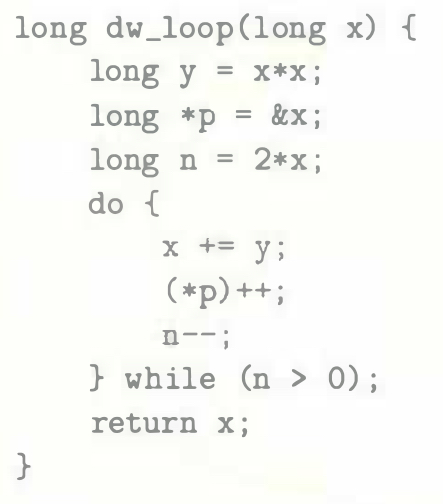 long dw_loop(long x) {
    long y = x*x;
    long *p = &x;
    long n = 2*x;
    do {
        x += y;
        (*p)++;
        n--;
    } while (n > 0);
    return x;
}